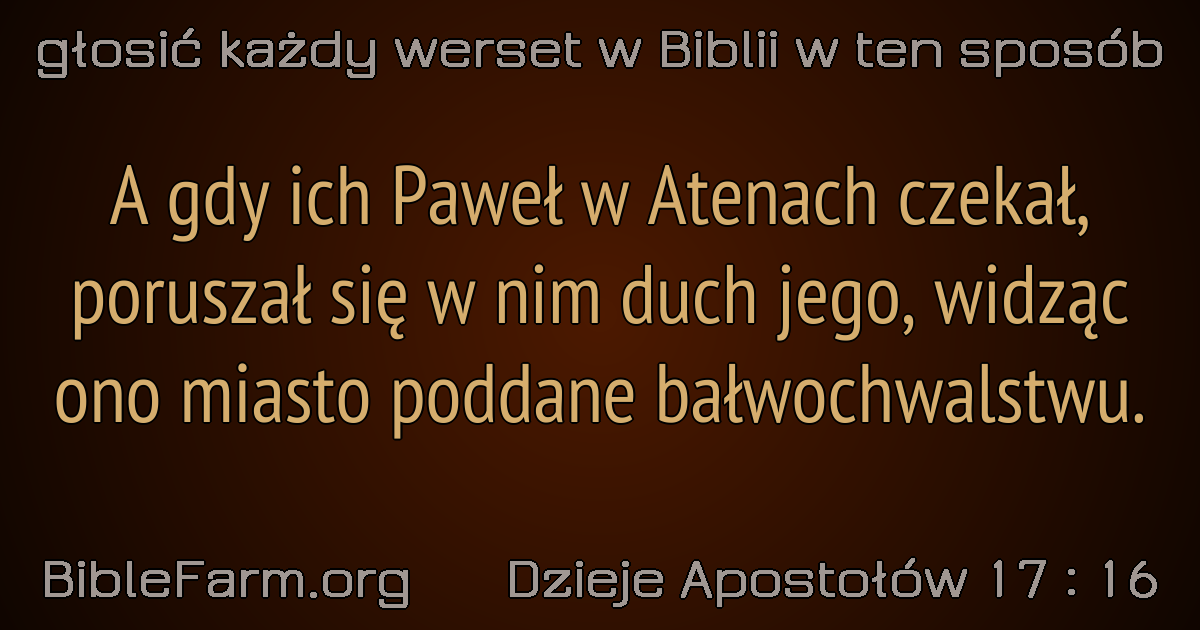 głosić każdy werset w Biblii w ten sposób
A gdy ich Paweł w Atenach czekał,
poruszał się w nim duch jego, widząc
ono miasto poddane bałwochwalstwu.
BibleFarm.org Dzieje Apostołów 17 : 16